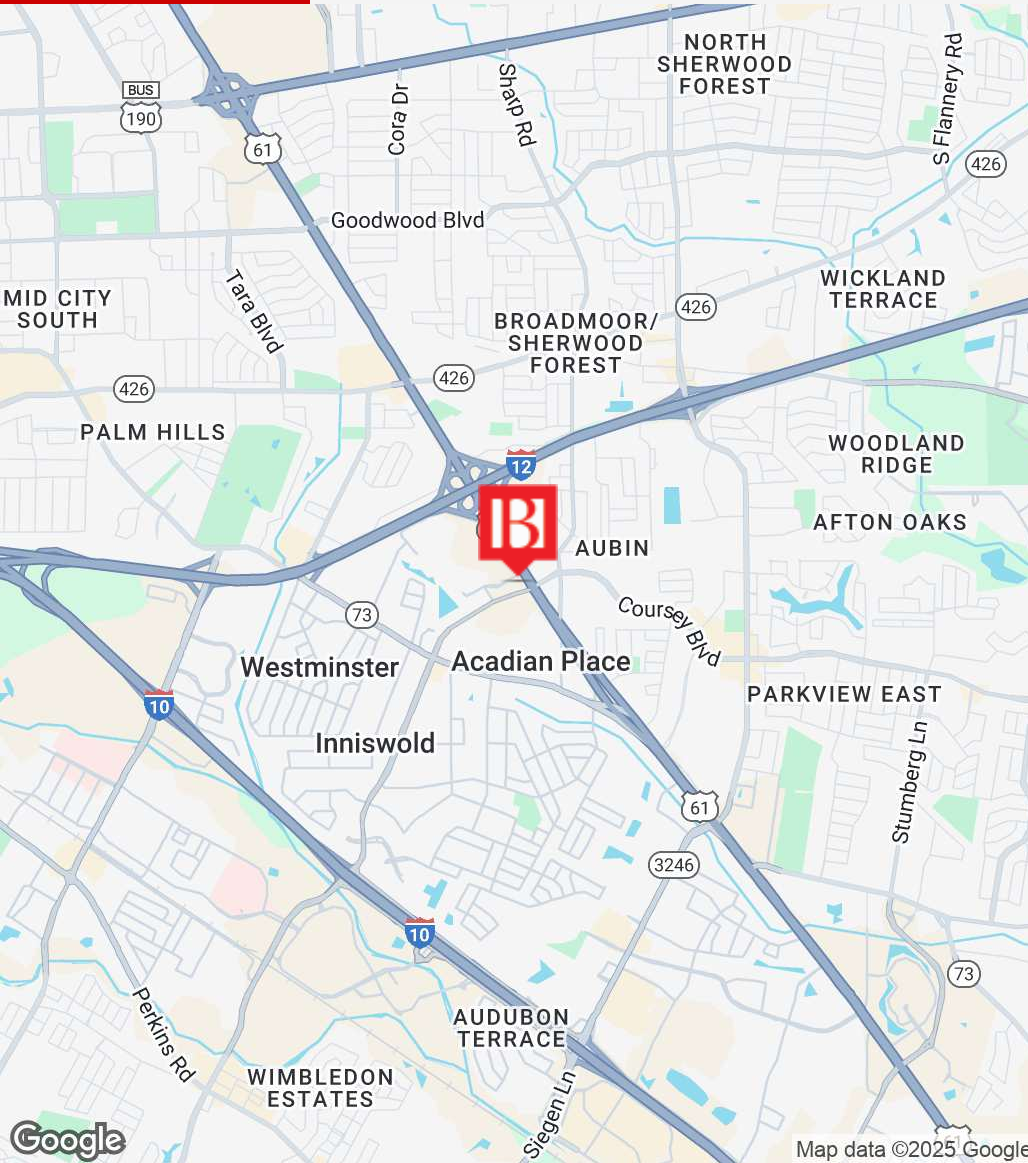 NORTH
SHERWOOD
FOREST
S Flannery Rd
Sharp Rd
Cora Dr
BUS
190
61
426
Goodwood Blvd
WICKLAND
TERRACE
Tara Blvd
MID CITY
SOUTH
426
BROADMOOR/
SHERWOOD
FOREST
426
426
PALM HILLS
WOODLAND
RIDGE
12
B
AFTON OAKS
AUBIN
73
Coursey Blvd
Westminster
Acadian Place
PARKVIEW EAST
10
Inniswold
Stumberg Ln
61
3246
10
73
Perkins Rd
AUDUBON
TERRACE
WIMBLEDON
ESTATES
Siegen Ln
61
Google
Map data ©2025 Google